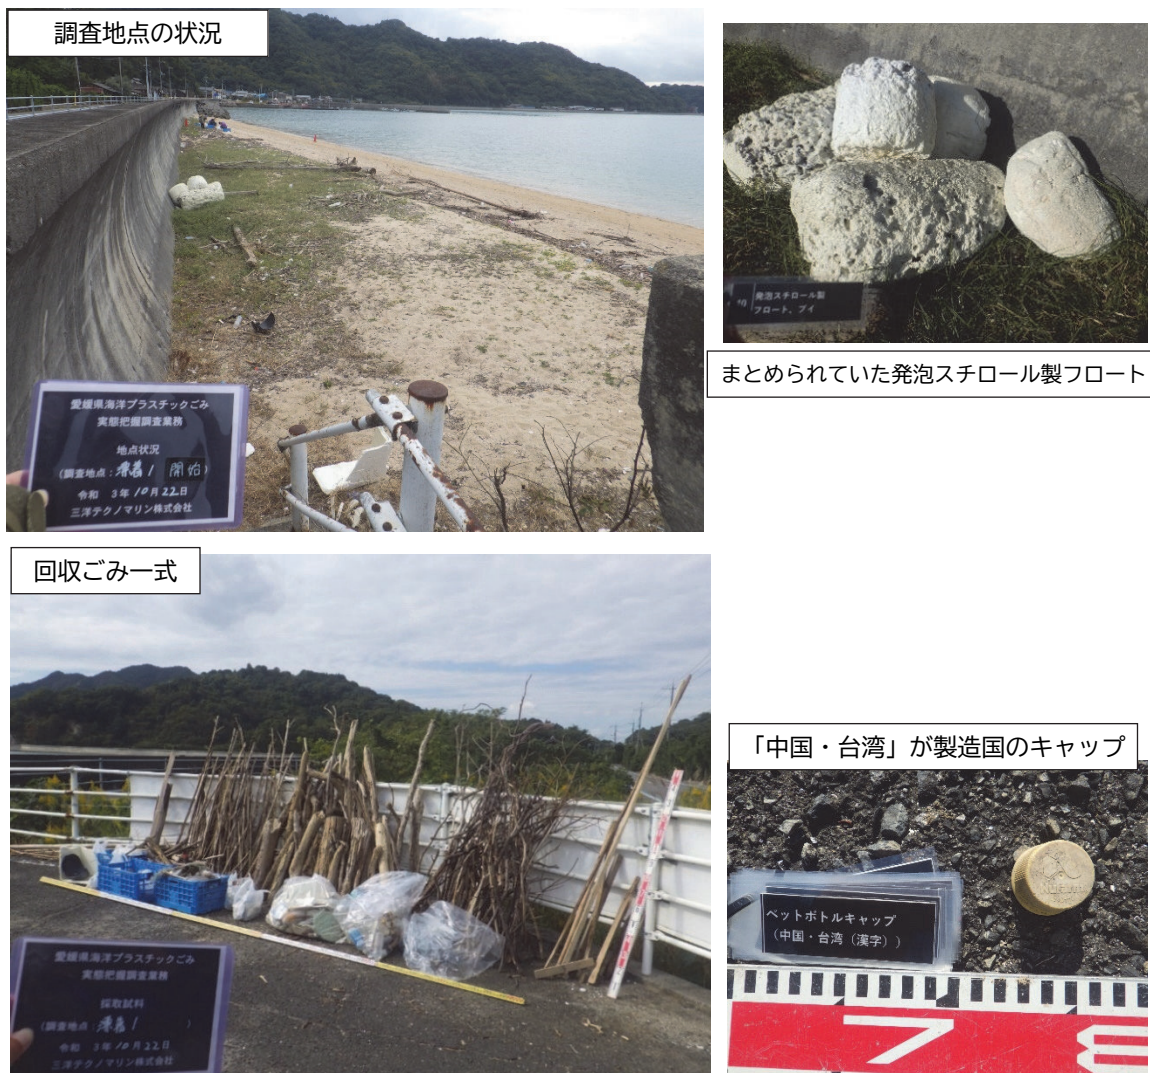 調査地点の状況
愛媛県海洋プラスチックごみ
実態把握調査業務
地点状況
(調査地点: 1 開始)
令和 3年10月22日
三洋テクノマリン株式会社
発泡スチロール製
フロート、ブイ
まとめられていた発泡スチロール製フロート
回収ごみ一式
愛媛県海洋プラスチックごみ
実態把握調査業務
採取試料
(調査地点: 1 )
令和 3年10月22日
三洋テクノマリン株式会社
「中国・台湾」が製造国のキャップ
ペットボトルキャップ
(中国・台湾(漢字))
7 8